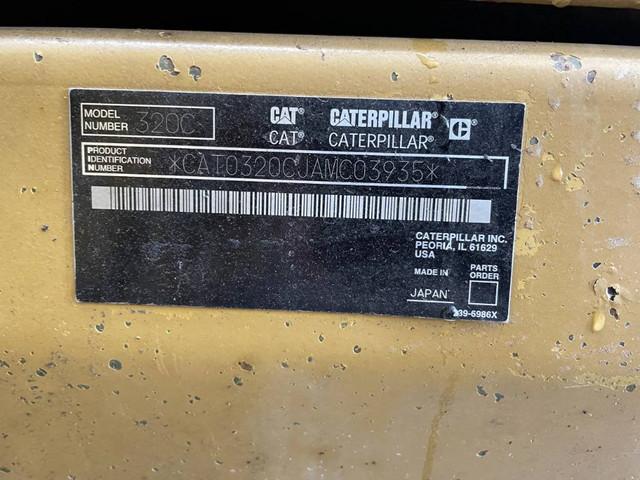 MODEL NUMBER 320C
CAT® CATERPILLAR® C®
CAT® CATERPILLAR®
PRODUCT IDENTIFICATION NUMBER *CAT0320CJAMC03935*
P
I
N
CATERPILLAR INC.
PEORIA, IL 61629
USA
MADE IN
JAPAN
PARTS ORDER
239-6986X